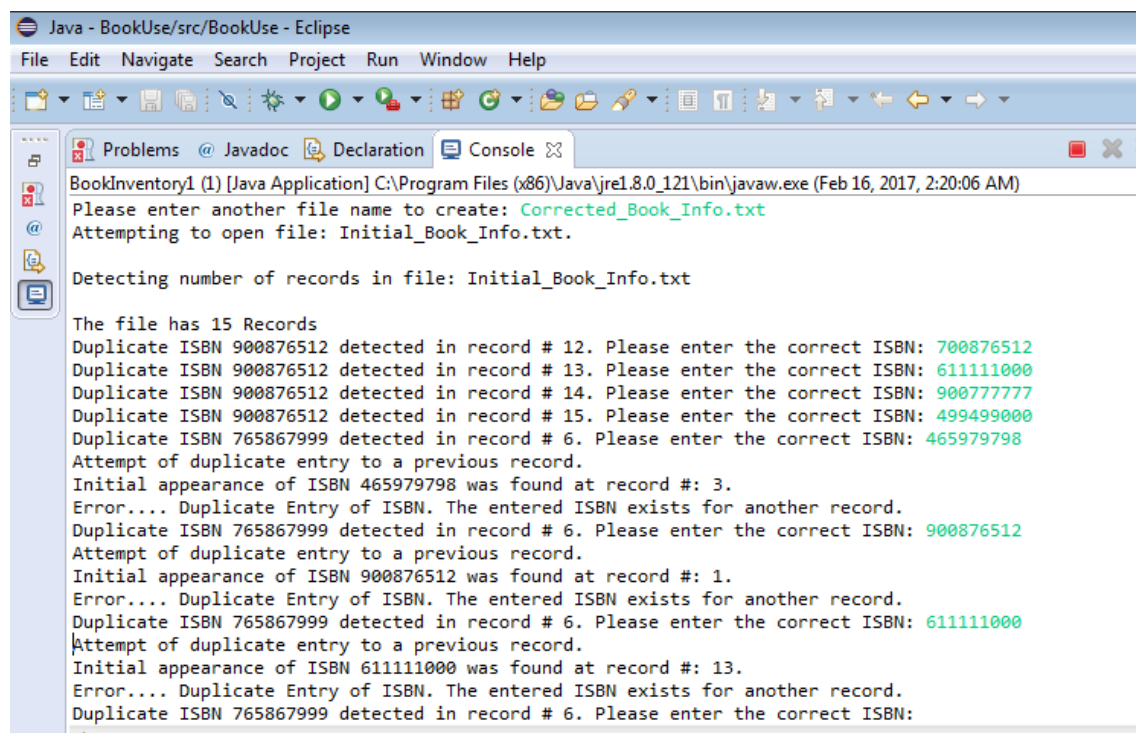 Java - BookUse/src/BookUse - Eclipse
File Edit Navigate Search Project Run Window Help
Problems @ Javadoc Declaration Console
BookInventory1 (1) [Java Application] C:\Program Files (x86)\Java\jre1.8.0_121\bin\javaw.exe (Feb 16, 2017, 2:20:06 AM)
Please enter another file name to create: Corrected_Book_Info.txt
Attempting to open file: Initial_Book_Info.txt.
Detecting number of records in file: Initial_Book_Info.txt
The file has 15 Records
Duplicate ISBN 900876512 detected in record # 12. Please enter the correct ISBN: 700876512
Duplicate ISBN 900876512 detected in record # 13. Please enter the correct ISBN: 611111000
Duplicate ISBN 900876512 detected in record # 14. Please enter the correct ISBN: 900777777
Duplicate ISBN 900876512 detected in record # 15. Please enter the correct ISBN: 499499000
Duplicate ISBN 765867999 detected in record # 6. Please enter the correct ISBN: 465979798
Attempt of duplicate entry to a previous record.
Initial appearance of ISBN 465979798 was found at record #: 3.
Error.... Duplicate Entry of ISBN. The entered ISBN exists for another record.
Duplicate ISBN 765867999 detected in record # 6. Please enter the correct ISBN: 900876512
Attempt of duplicate entry to a previous record.
Initial appearance of ISBN 900876512 was found at record #: 1.
Error.... Duplicate Entry of ISBN. The entered ISBN exists for another record.
Duplicate ISBN 765867999 detected in record # 6. Please enter the correct ISBN: 611111000
Attempt of duplicate entry to a previous record.
Initial appearance of ISBN 611111000 was found at record #: 13.
Error.... Duplicate Entry of ISBN. The entered ISBN exists for another record.
Duplicate ISBN 765867999 detected in record # 6. Please enter the correct ISBN: